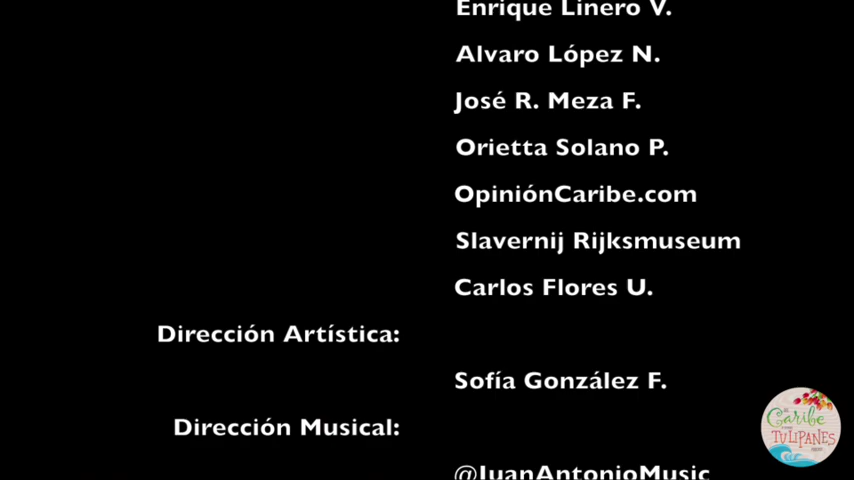 Enrique Linero V.
Alvaro López N.
José R. Meza F.
Orietta Solano P.
OpiniónCaribe.com
Slavernij Rijksmuseum
Carlos Flores U.
Dirección Artística:
Sofía González F.
Dirección Musical:
@JuanAntonioMusic
Caribe
TULIPANES